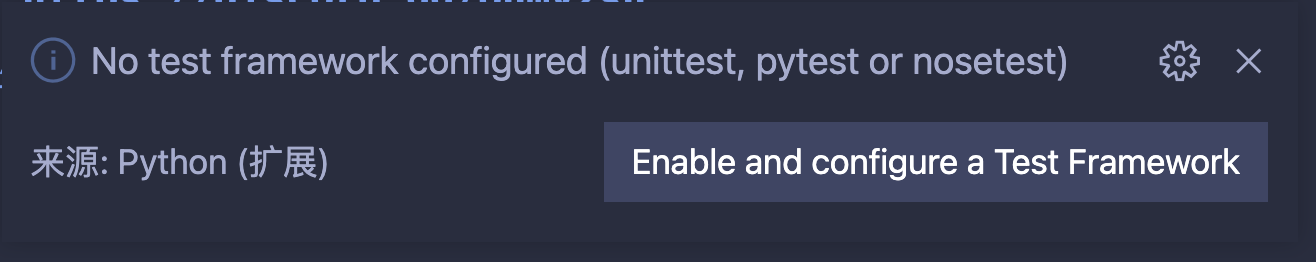 No test framework configured (unittest, pytest or nosetest)
来源: Python (扩展)
Enable and configure a Test Framework